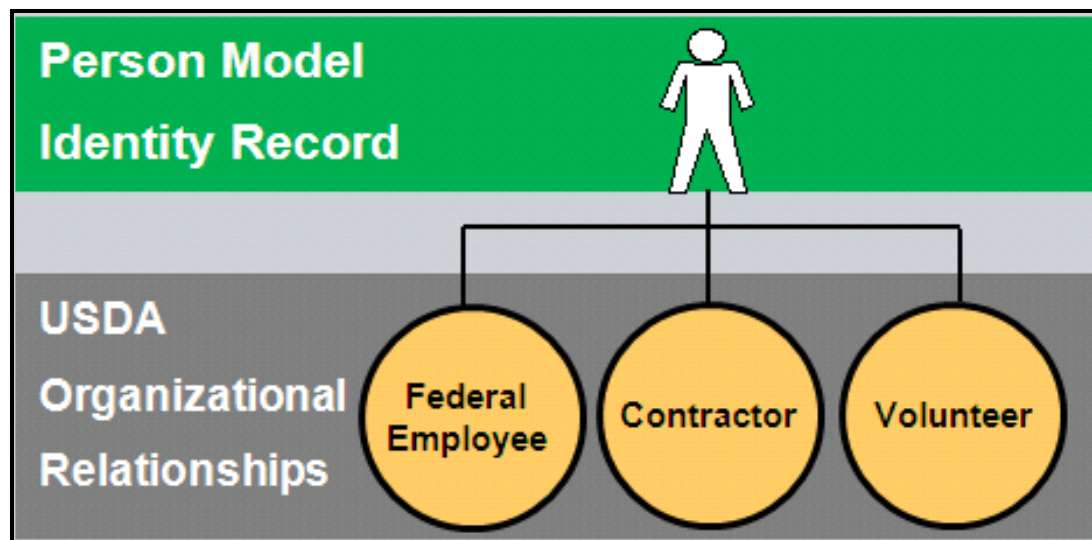 Person Model
Identity Record
USDA
Organizational
Relationships
Federal
Employee
Contractor
Volunteer